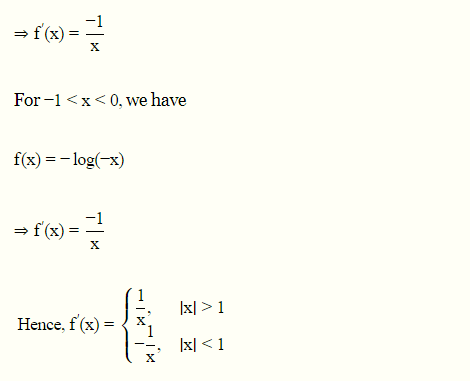 ⇒ f'(x) = -1/x
For -1 < x < 0, we have
f(x) = - log(-x)
⇒ f'(x) = -1/x
Hence, f'(x) = { 1/x, |x| > 1
-1/x, |x| < 1